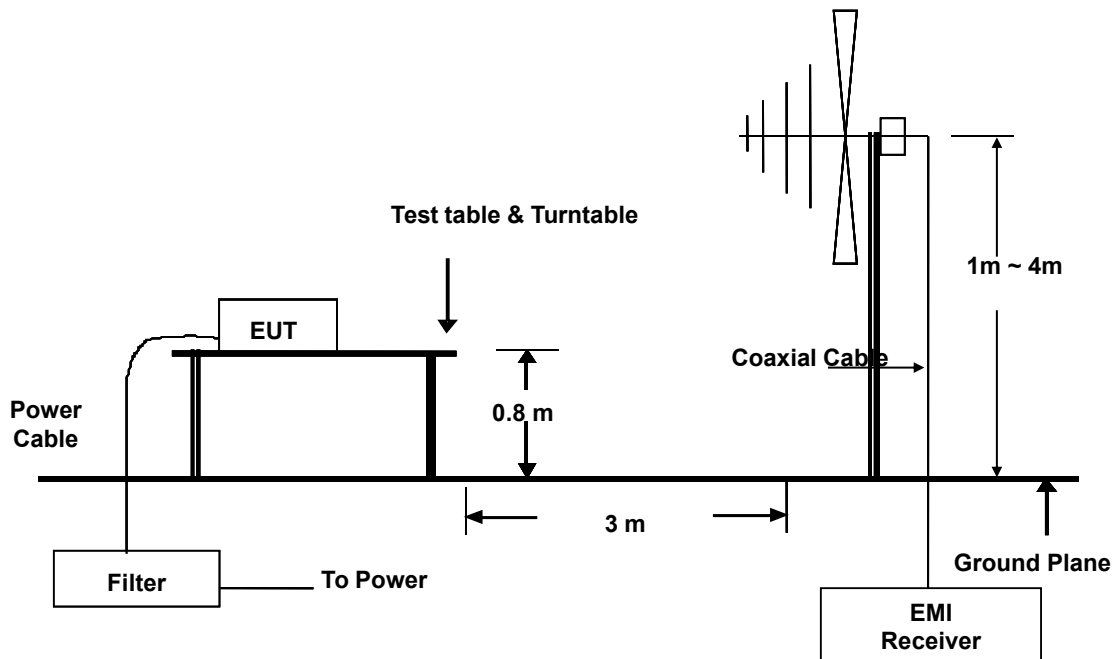 Test table & Turntable
1m ~ 4m
EUT
Coaxial Cable
0.8 m
Power
Cable
3 m
Ground Plane
Filter
To Power
EMI
Receiver